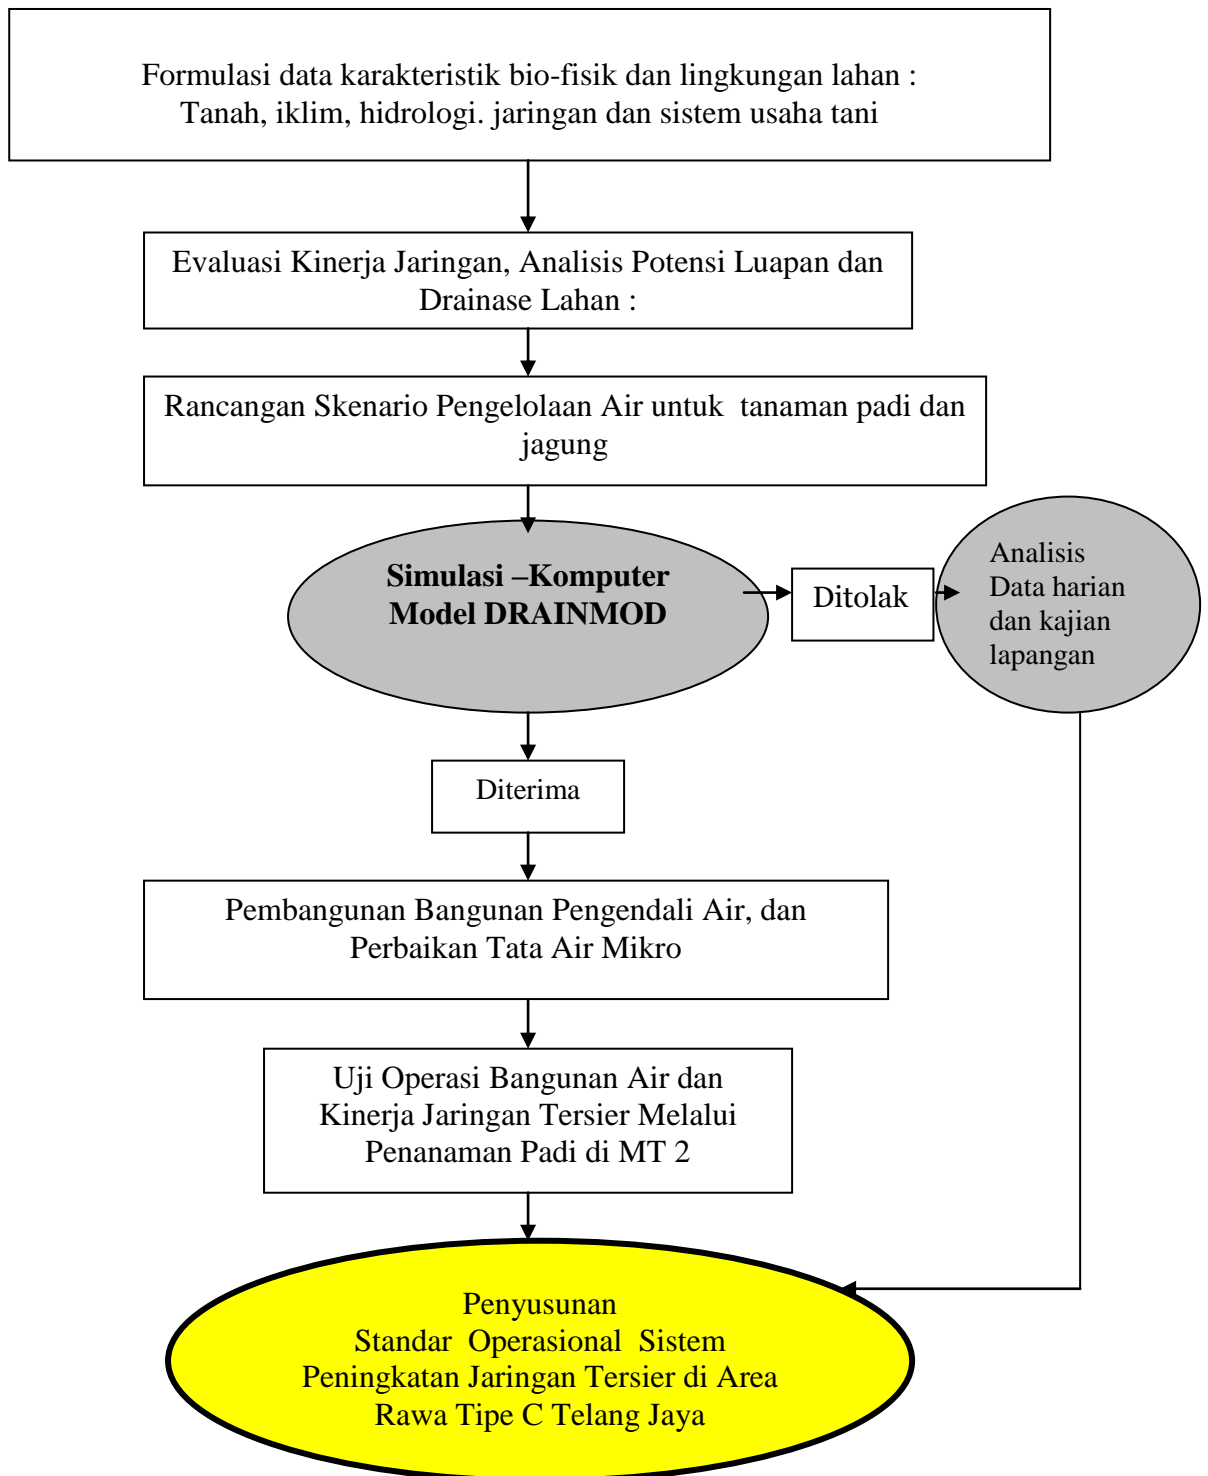 Formulasi data karakteristik bio-fisik dan lingkungan lahan :
Tanah, iklim, hidrologi. jaringan dan sistem usaha tani
Evaluasi Kinerja Jaringan, Analisis Potensi Luapan dan
Drainase Lahan :
Rancangan Skenario Pengelolaan Air untuk  tanaman padi dan
jagung
Simulasi –Komputer
Model DRAINMOD
Ditolak
Analisis
Data harian
dan kajian
lapangan
Diterima
Pembangunan Bangunan Pengendali Air, dan
Perbaikan Tata Air Mikro
Uji Operasi Bangunan Air dan
Kinerja Jaringan Tersier Melalui
Penanaman Padi di MT 2
Penyusunan
Standar  Operasional  Sistem
Peningkatan Jaringan Tersier di Area
Rawa Tipe C Telang Jaya